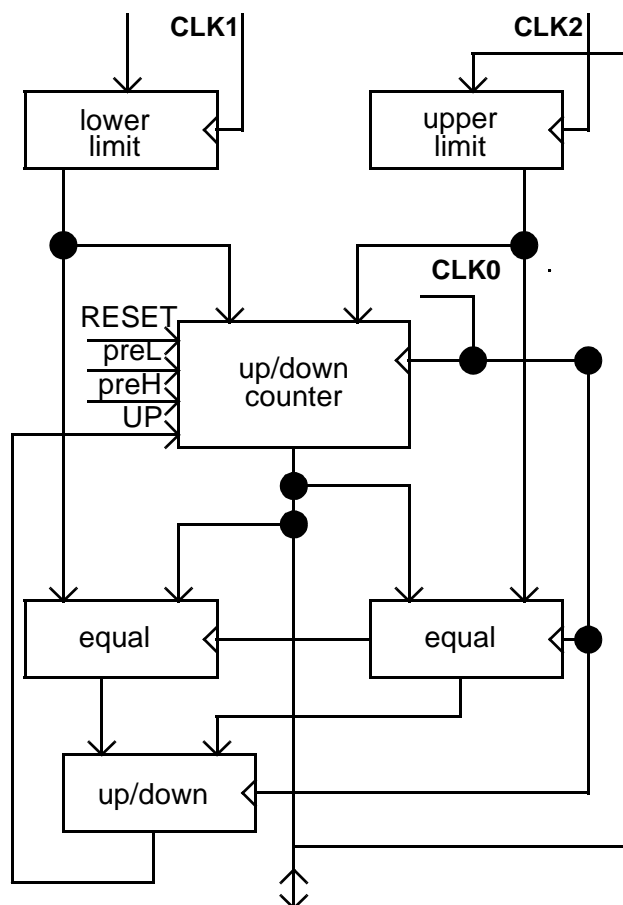 CLK1
CLK2
lower
limit
upper
limit
CLK0
RESET
preL
preH
UP
up/down
counter
equal
equal
up/down